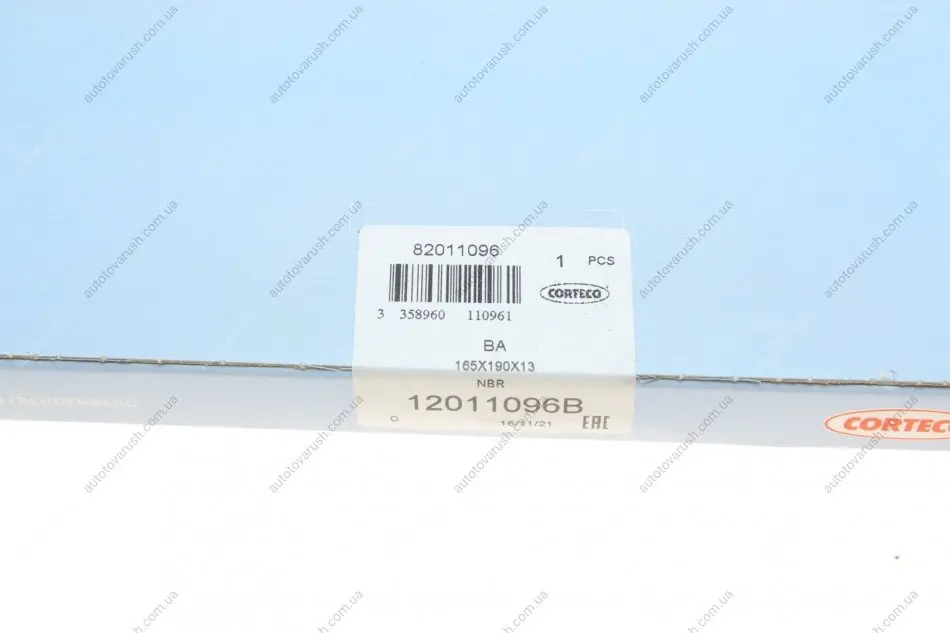 82011096
1 PCS
CORTECO
3 358960 110961
BA
165X190X13
NBR
12011096B
16/11/21 EAC
FREUDENBERG
CORTECO
autotovarush.com.ua